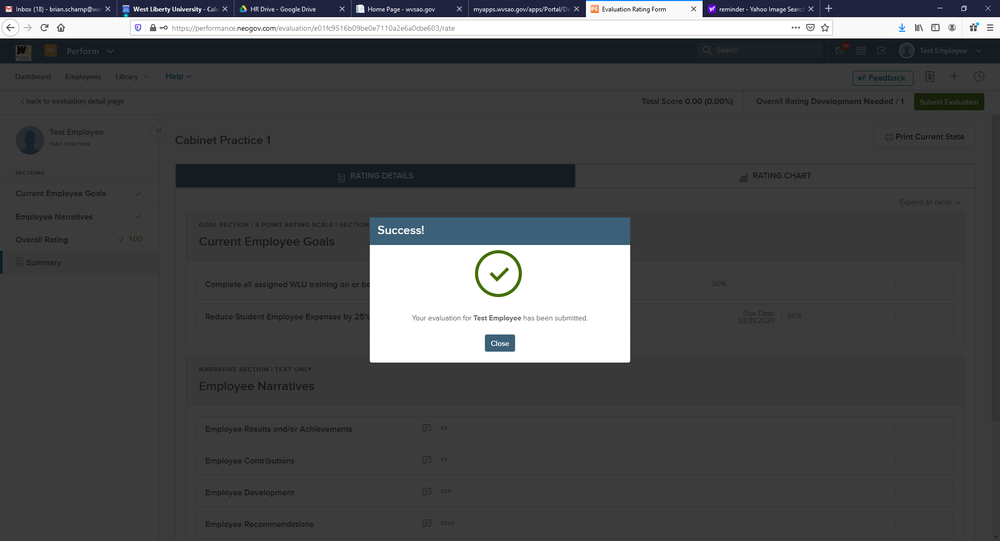 Inbox (18) - brian.schamp@we
31
West Liberty University - Cale
HR Drive - Google Drive
Home Page - wvsao.gov
myapps.wvsao.gov/apps/Portal/De
PE
Evaluation Rating Form
y!
reminder - Yahoo Image Search
https://performance.neogov.com/evaluation/e01fc9516b09be0e7110a2e6a0cbe603/rate
PE
Perform
Search
129
Test Employee
Dashboard
Employees
Library
Help
Feedback
back to evaluation detail page
Total Score 0.00 (0.00%)
Overall Rating Development Needed / 1
Submit Evaluation
Test Employee
TEST POSITION
Cabinet Practice 1
Print Current State
SECTIONS
Current Employee Goals
Employee Narratives
Overall Rating
1.00
Summary
RATING DETAILS
RATING CHART
Expand all cards
GOAL SECTION | 4 POINT RATING SCALE | SECTION
Current Employee Goals
Complete all assigned WLU training on or be
50%
Reduce Student Employee Expenses by 25%
Due Date:
03/31/2020
| 50%
Success!
Your evaluation for Test Employee has been submitted.
Close
NARRATIVE SECTION | TEXT ONLY
Employee Narratives
Employee Results and/or Achievements
xx
Employee Contributions
xx
Employee Development
xxx
Employee Recommendations
xxxx